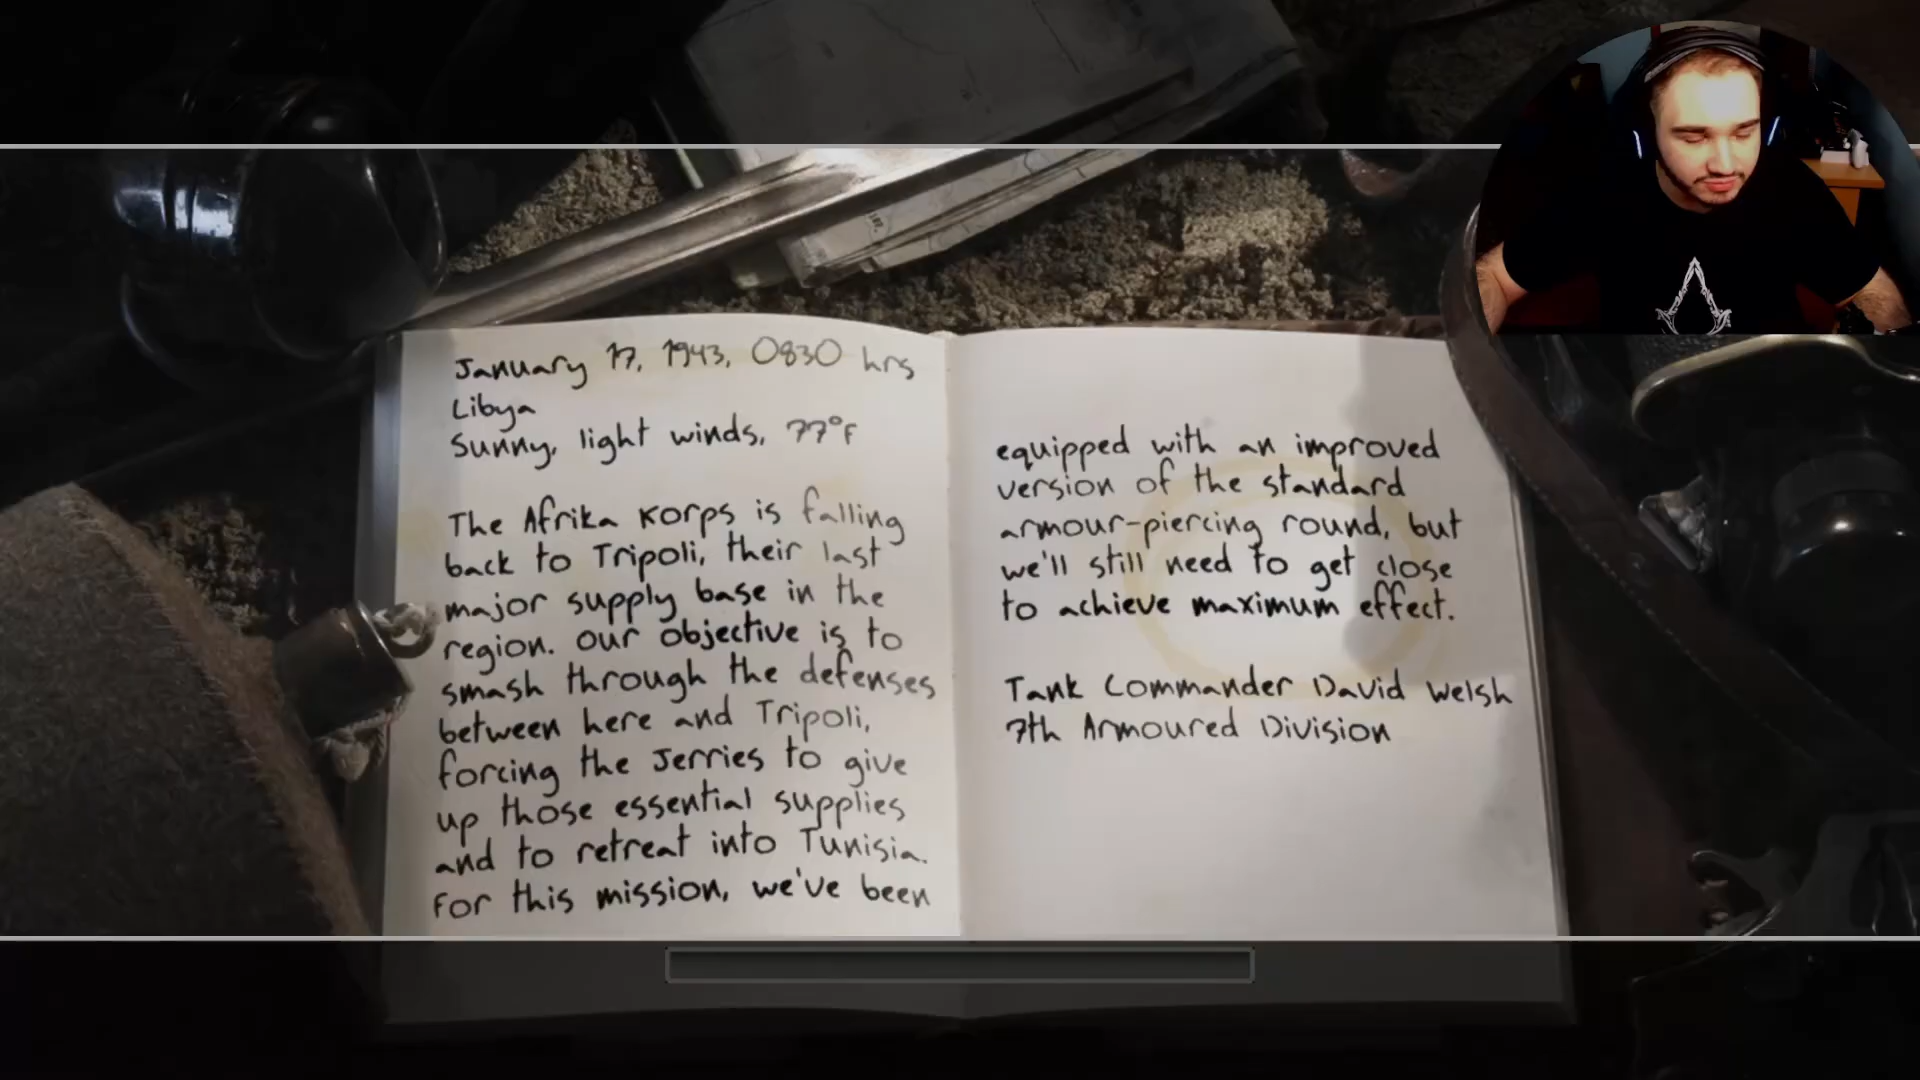 January 17, 1943, 0830 hrs
Libya
Sunny, light winds, 77°F
The Afrika Korps is falling
back to Tripoli, their last
major supply base in the
region. Our objective is to
smash through the defenses
between here and Tripoli,
forcing the Jerries to give
up those essential supplies
and to retreat into Tunisia.
For this mission, we've been
equipped with an improved
version of the standard
armour-piercing round, but
we'll still need to get close
to achieve maximum effect.
Tank Commander David Welsh
7th Armoured Division